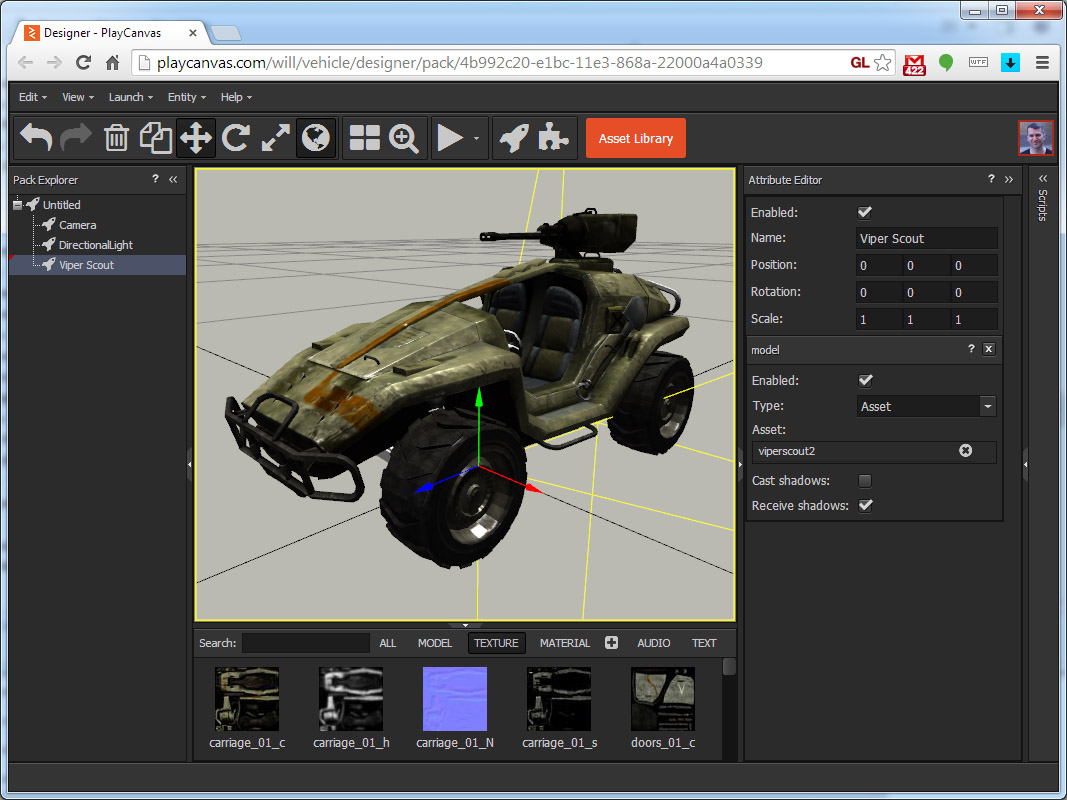 Designer - PlayCanvas
playcanvas.com/will/vehicle/designer/pack/4b992c20-e1bc-11e3-868a-22000a4a0339
GL
422
WTF
Edit View Launch Entity Help
Asset Library
Pack Explorer ?
Untitled
Camera
DirectionalLight
Viper Scout
Attribute Editor ?
Scripts
Enabled:
Name: Viper Scout
Position: 0 0 0
Rotation: 0 0 0
Scale: 1 1 1
model ? x
Enabled:
Type: Asset
Asset:
viperscout2
Cast shadows:
Receive shadows:
Search: ALL MODEL TEXTURE MATERIAL AUDIO TEXT
carriage_01_c carriage_01_h carriage_01_N carriage_01_s doors_01_c